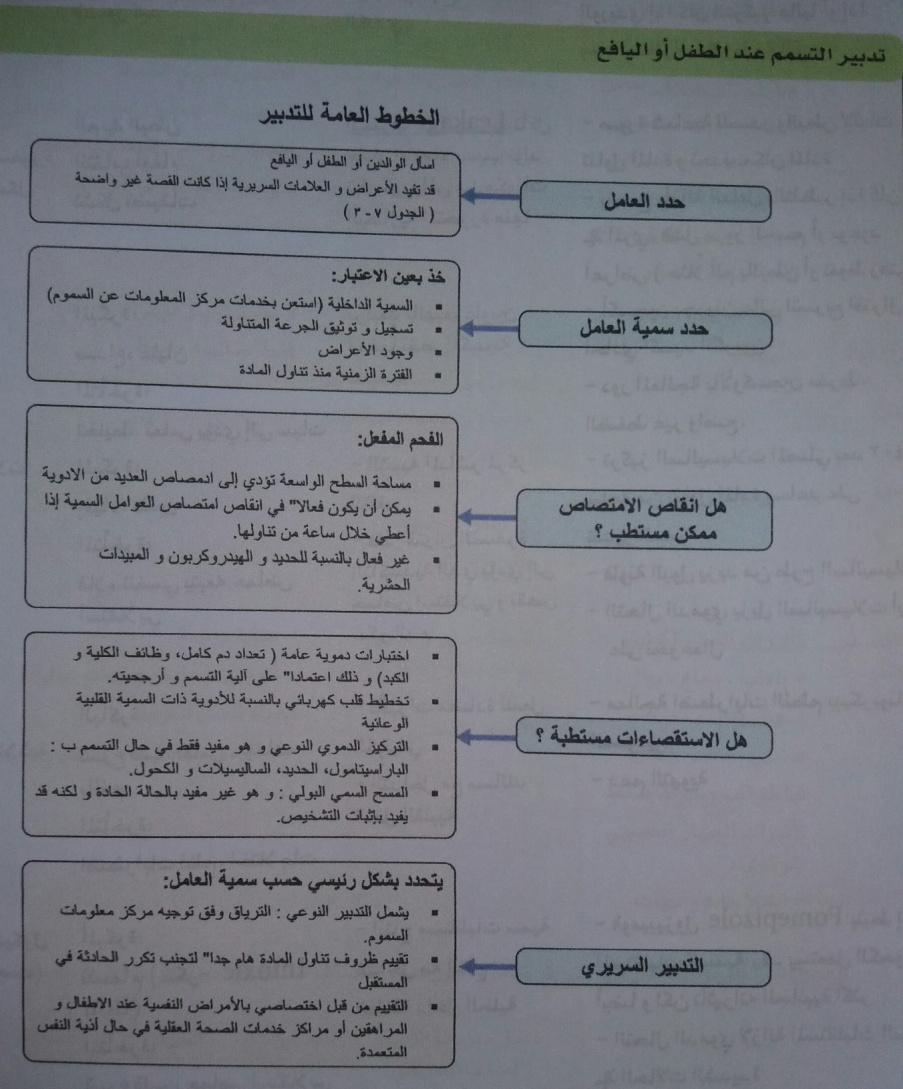 تدبير التسمم عند الطفل أو اليافع
الخطوط العامة للتدبير
حدد العامل
اسأل الوالدين أو الطفل أو اليافع
قد تفيد الأعراض و العلامات السريرية إذا كانت القصة غير واضحة
( الجدول ٧ - ٣ )
حدد سمية العامل
خذ بعين الاعتبار:
▪ السمية الداخلية (استعن بخدمات مركز المعلومات عن السموم)
▪ تسجيل و توثيق الجرعة المتناولة
▪ وجود الأعراض
▪ الفترة الزمنية منذ تناول المادة
هل انقاص الامتصاص
ممكن مستطب ؟
الفحم المفعل:
▪ مساحة السطح الواسعة تؤدي إلى ادمصاص العديد من الادوية
▪ يمكن أن يكون فعالا" في انقاص امتصاص العوامل السمية إذا
أعطي خلال ساعة من تناولها.
▪ غير فعال بالنسبة للحديد و الهيدروكربون و المبيدات
الحشرية.
هل الاستقصاءات مستطبة ؟
▪ اختبارات دموية عامة ( تعداد دم كامل، وظائف الكلية و
الكبد) و ذلك اعتمادا" على آلية التسمم و أرجحيته.
▪ تخطيط قلب كهربائي بالنسبة للأدوية ذات السمية القلبية
الوعائية
▪ التركيز الدموي النوعي و هو مفيد فقط في حال التسمم ب :
الباراسيتامول، الحديد، الساليسيلات و الكحول.
▪ المسح السمي البولي : و هو غير مفيد بالحالة الحادة و لكنه قد
يفيد بإثبات التشخيص.
التدبير السريري
يتحدد بشكل رئيسي حسب سمية العامل:
▪ يشمل التدبير النوعي : الترياق وفق توجيه مركز معلومات
السموم.
▪ تقييم ظروف تناول المادة هام جدا" لتجنب تكرر الحادثة في
المستقبل
▪ التقييم من قبل اختصاصي بالأمراض النفسية عند الاطفال و
المراهقين أو مراكز خدمات الصحة العقلية في حال أذية النفس
المتعمدة.